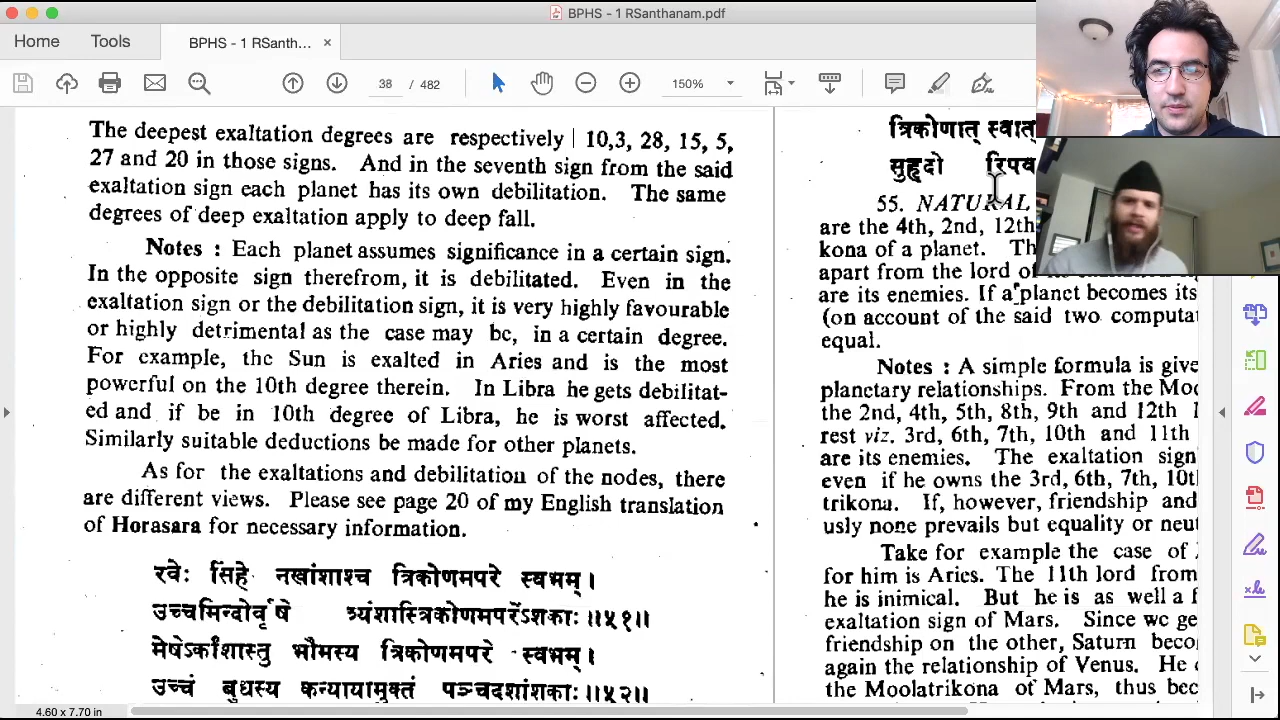 BPHS - 1 RSanthanam.pdf
Home
Tools
BPHS - 1 RSanth...
×
38 / 482
150%
The deepest exaltation degrees are respectively 10,3, 28, 15, 5,
27 and 20 in those signs. And in the seventh sign from the said
exaltation sign each planet has its own debilitation. The same
degrees of deep exaltation apply to deep fall.
Notes : Each planet assumes significance in a certain sign.
In the opposite sign therefrom, it is debilitated. Even in the
exaltation sign or the debilitation sign, it is very highly favourable
or highly detrimental as the case may be, in a certain degree.
For example, the Sun is exalted in Aries and is the most
powerful on the 10th degree therein. In Libra he gets debilitat-
ed and if be in 10th degree of Libra, he is worst affected.
Similarly suitable deductions be made for other planets.
As for the exaltations and debilitation of the nodes, there
are different views. Please see page 20 of my English translation
of Horasara for necessary information.
रवेः सिंहे नखांशाश्च त्रिकोणमपरे स्वभम्।
उच्चमिन्दोर्वृषे त्र्यंशास्त्रिकोणमपरेंऽशकाः॥५१॥
मेषेऽर्कांशास्तु भौमस्य त्रिकोणमपरे स्वभम्।
उच्चं बुधस्य कन्यायामुक्तं पञ्चदशांशकाः॥५२॥
त्रिकोणात् स्वात्
सुहृदो रिपव
55. NATURAL
are the 4th, 2nd, 12th
kona of a planet. Th
apart from the lord of
are its enemies. If a planet becomes its
(on account of the said two computat
equal.
Notes : A simple formula is give
planetary relationships. From the Moo
the 2nd, 4th, 5th, 8th, 9th and 12th
rest viz. 3rd, 6th, 7th, 10th and 11th
are its enemies. The exaltation sign
even if he owns the 3rd, 6th, 7th, 10t
trikona. If, however, friendship and
usly none prevails but equality or neut
Take for example the case of
for him is Aries. The 11th lord from
he is inimical. But he is as well a f
exaltation sign of Mars. Since we ge
friendship on the other, Saturn beco
again the relationship of Venus. He
the Moolatrikona of Mars, thus bec
4.60 x 7.70 in